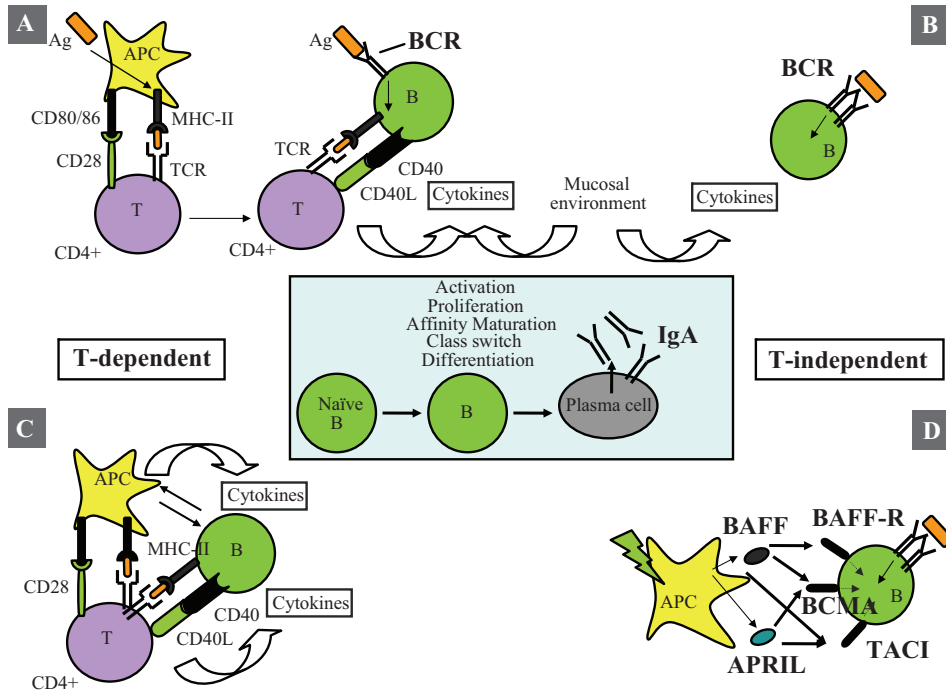 A
Ag
APC
CD80/86
MHC-II
CD28
TCR
T
CD4+
Ag
BCR
B
TCR
CD40
CD40L
T
CD4+
Cytokines
Mucosal
environment
Cytokines
B
BCR
B
T-dependent
Activation
Proliferation
Affinity Maturation
Class switch
Differentiation
IgA
Naïve
B
B
Plasma cell
T-independent
C
APC
Cytokines
MHC-II
B
CD28
CD40
Cytokines
CD40L
T
CD4+
D
BAFF
BAFF-R
APC
BCMA
B
APRIL
TACI